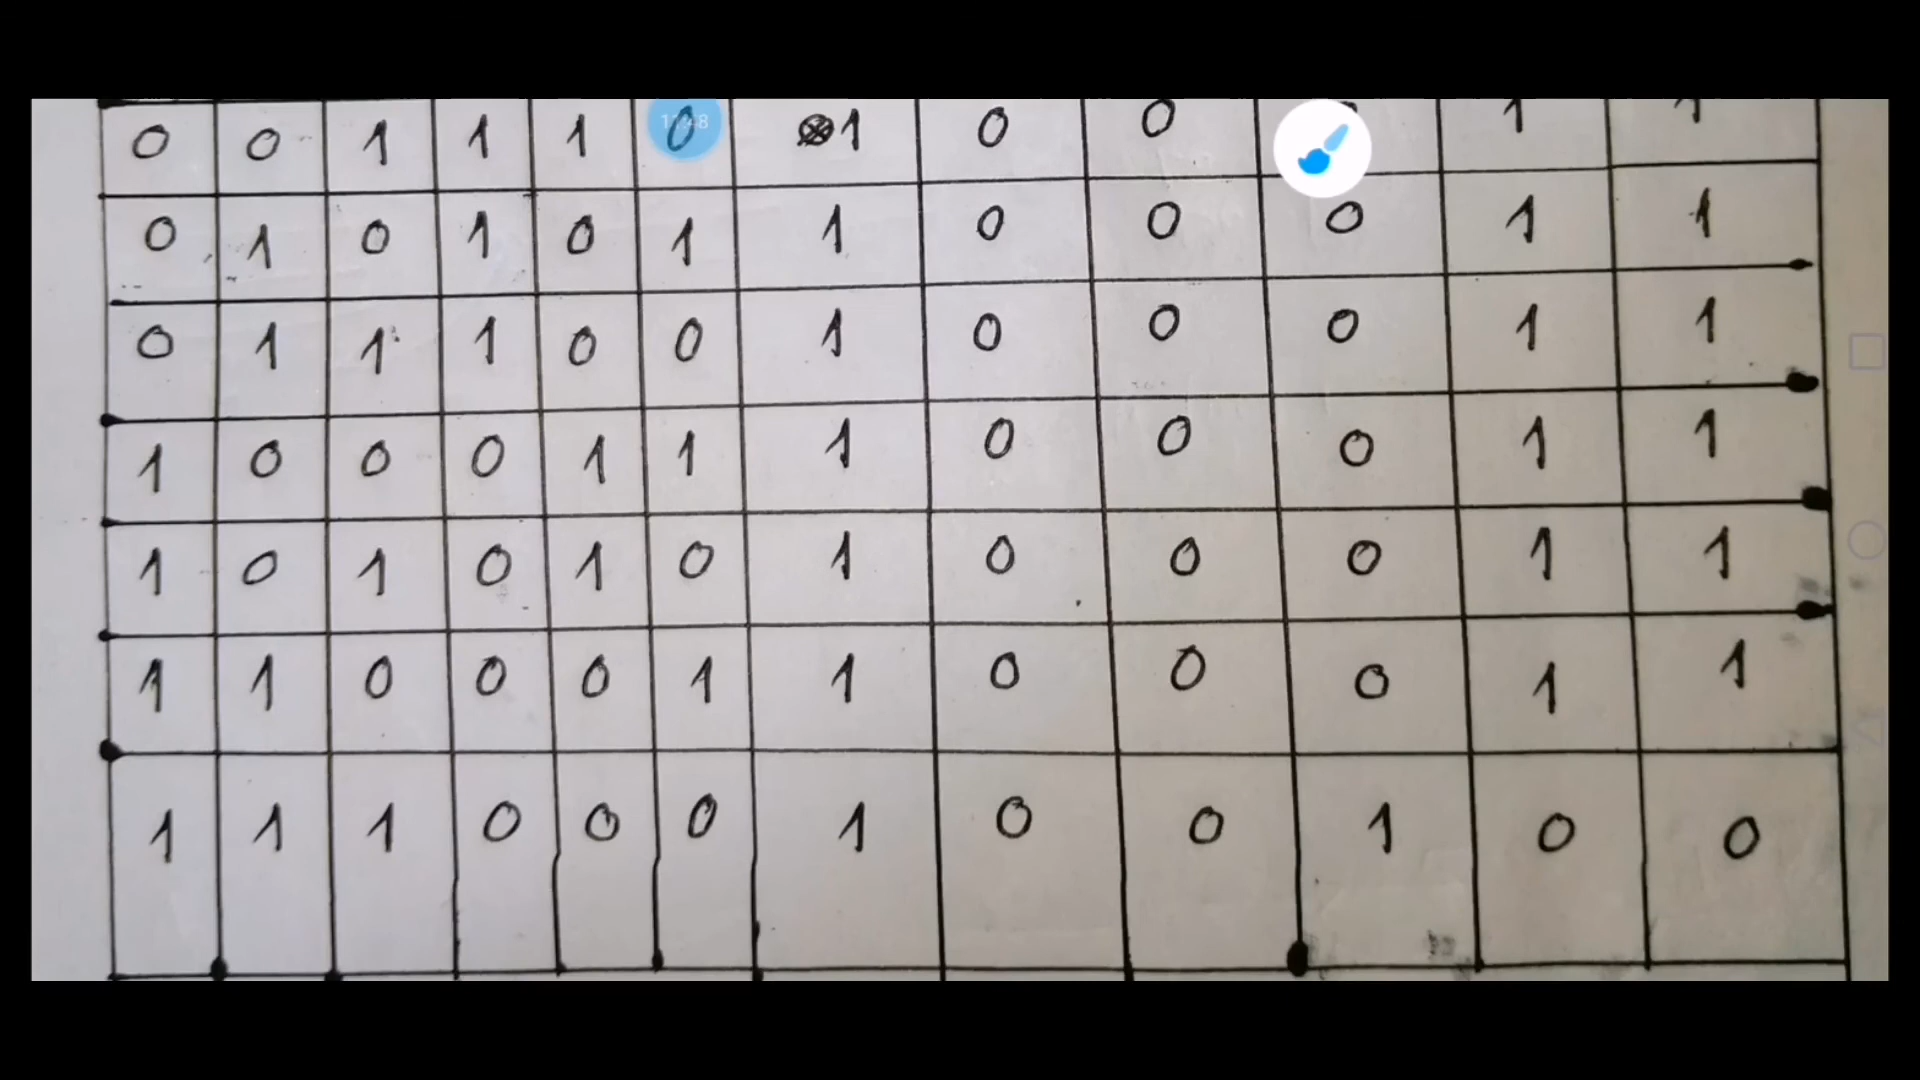 0 0 1 1 1 0 1 0 0 1 1
0 1 0 1 0 1 1 0 0 0 1 1
0 1 1 1 0 0 1 0 0 0 1 1
1 0 0 0 1 1 1 0 0 0 1 1
1 0 1 0 1 0 1 0 0 0 1 1
1 1 0 0 0 1 1 0 0 0 1 1
1 1 1 0 0 0 1 0 0 1 0 0